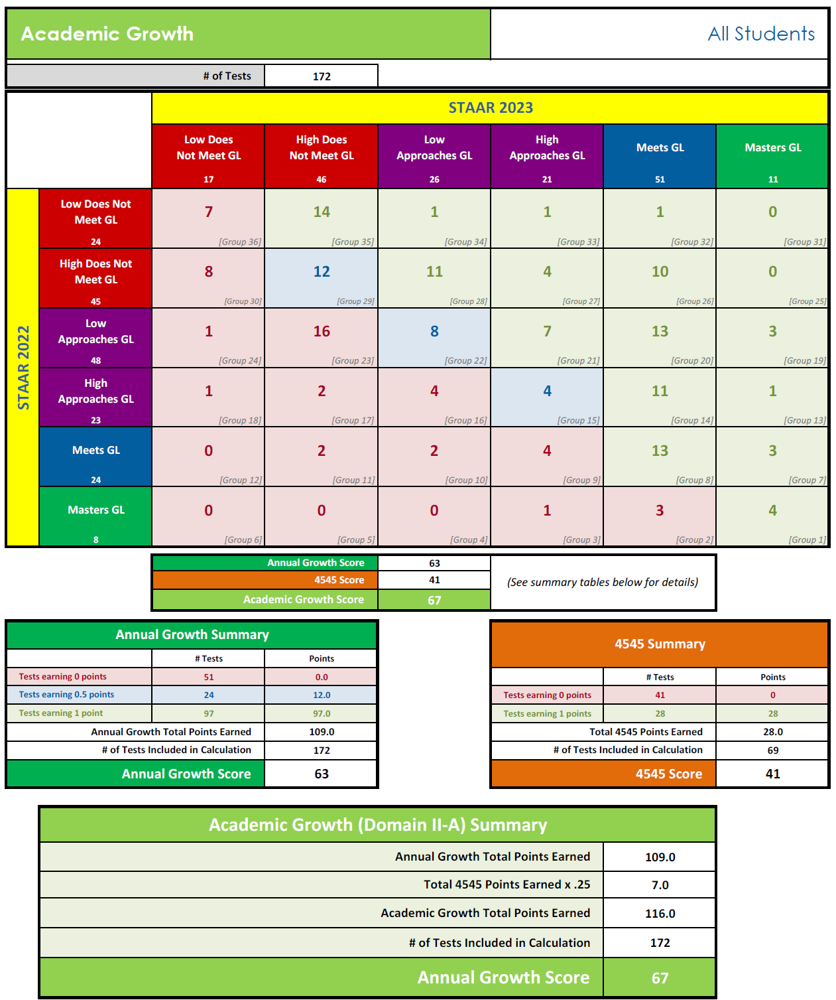 Academic Growth
All Students
# of Tests 172
STAAR 2023
Low Does Not Meet GL 17
High Does Not Meet GL 46
Low Approaches GL 26
High Approaches GL 21
Meets GL 51
Masters GL 11
STAAR 2022
Low Does Not Meet GL 24
7 [Group 36]
14 [Group 35]
1 [Group 34]
1 [Group 33]
1 [Group 32]
0 [Group 31]
High Does Not Meet GL 45
8 [Group 30]
12 [Group 29]
11 [Group 28]
4 [Group 27]
10 [Group 26]
0 [Group 25]
Low Approaches GL 48
1 [Group 24]
16 [Group 23]
8 [Group 22]
7 [Group 21]
13 [Group 20]
3 [Group 19]
High Approaches GL 23
1 [Group 18]
2 [Group 17]
4 [Group 16]
4 [Group 15]
11 [Group 14]
1 [Group 13]
Meets GL 24
0 [Group 12]
2 [Group 11]
2 [Group 10]
4 [Group 9]
13 [Group 8]
3 [Group 7]
Masters GL 8
0 [Group 6]
0 [Group 5]
0 [Group 4]
1 [Group 3]
3 [Group 2]
4 [Group 1]
Annual Growth Score 63
4545 Score 41
Academic Growth Score 67
(See summary tables below for details)
Annual Growth Summary
# Tests Points
Tests earning 0 points 51 0.0
Tests earning 0.5 points 24 12.0
Tests earning 1 point 97 97.0
Annual Growth Total Points Earned 109.0
# of Tests Included in Calculation 172
Annual Growth Score 63
4545 Summary
# Tests Points
Tests earning 0 points 41 0
Tests earning 1 points 28 28
Total 4545 Points Earned 28.0
# of Tests Included in Calculation 69
4545 Score 41
Academic Growth (Domain II-A) Summary
Annual Growth Total Points Earned 109.0
Total 4545 Points Earned x .25 7.0
Academic Growth Total Points Earned 116.0
# of Tests Included in Calculation 172
Annual Growth Score 67